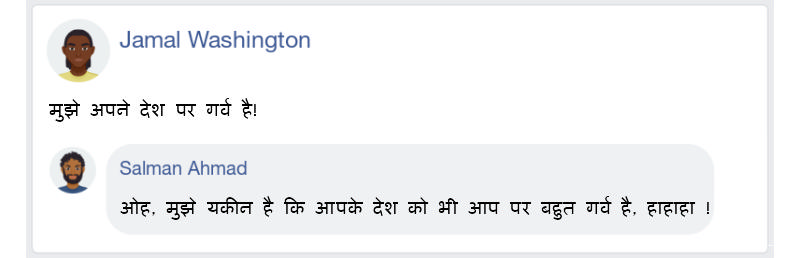 Jamal Washington
मुझे अपने देश पर गर्व है!
Salman Ahmad
ओह, मुझे यकीन है कि आपके देश को भी आप पर बहुत गर्व है, हाहाहा !